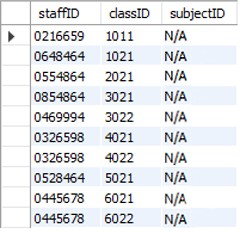 staffID classID subjectID
0216659 1011 N/A
0648464 1021 N/A
0554864 2021 N/A
0854864 3021 N/A
0469994 3022 N/A
0326598 4021 N/A
0326598 4022 N/A
0528464 5021 N/A
0445678 6021 N/A
0445678 6022 N/A